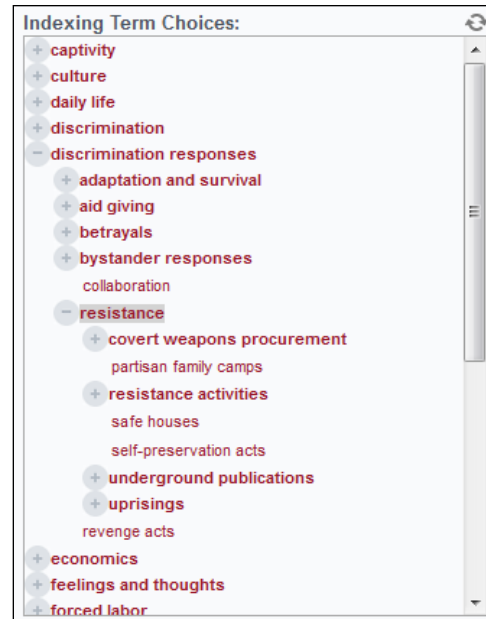 Indexing Term Choices:
captivity
culture
daily life
discrimination
discrimination responses
adaptation and survival
aid giving
betrayals
bystander responses
collaboration
resistance
covert weapons procurement
partisan family camps
resistance activities
safe houses
self-preservation acts
underground publications
uprisings
revenge acts
economics
feelings and thoughts
forced labor